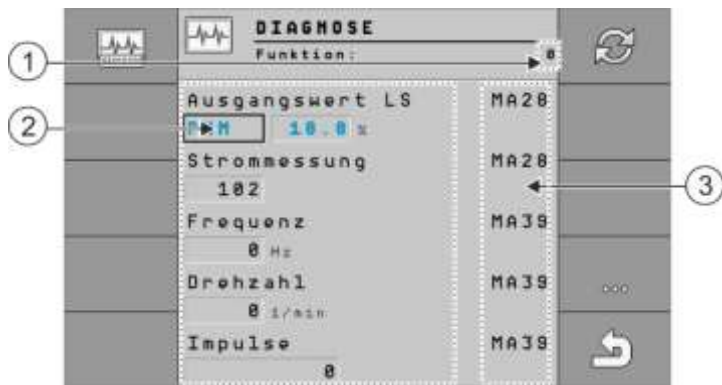 DIAGNOSE
Funktion: 0
1
Ausgangswert LS MA28
2
10.0 %
Strommessung MA28
102
3
Frequenz MA39
0 Hz
Drehzahl MA39
0 1/min
Impulse MA39
0